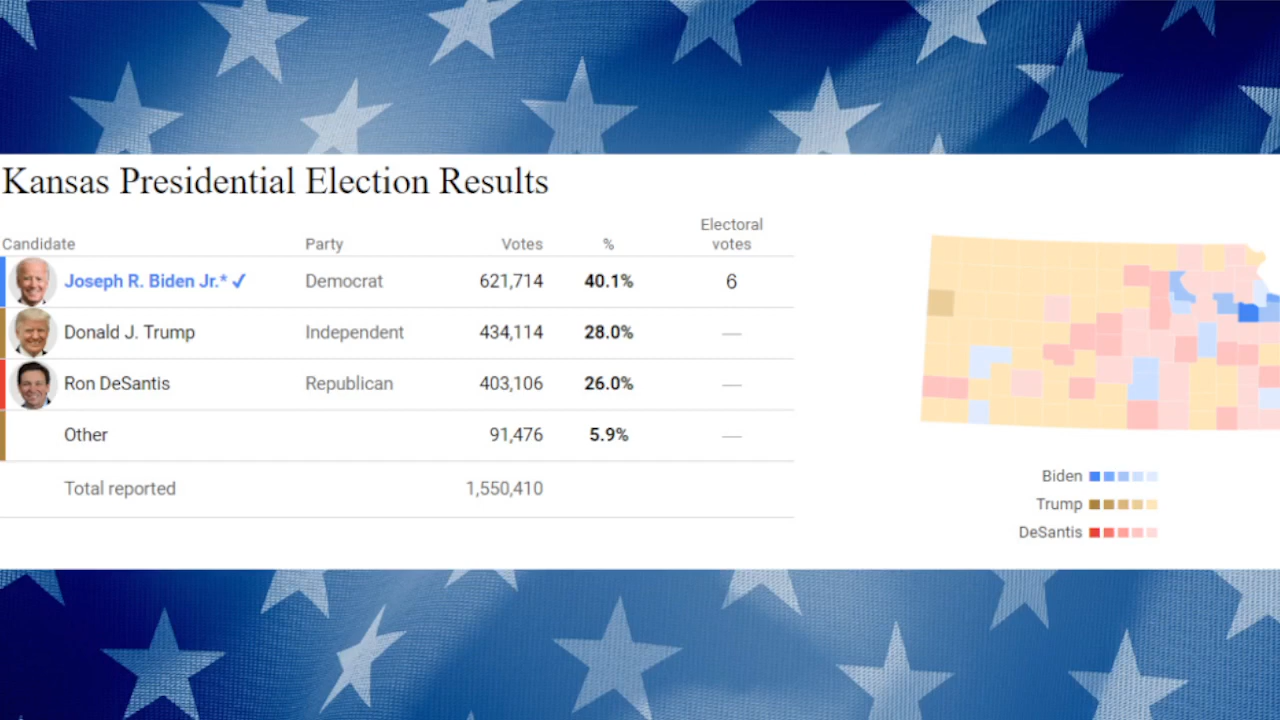 Kansas Presidential Election Results
Candidate Party Votes % Electoral votes
Joseph R. Biden Jr.* ✓ Democrat 621,714 40.1% 6
Donald J. Trump Independent 434,114 28.0% —
Ron DeSantis Republican 403,106 26.0% —
Other 91,476 5.9% —
Total reported 1,550,410
Biden
Trump
DeSantis